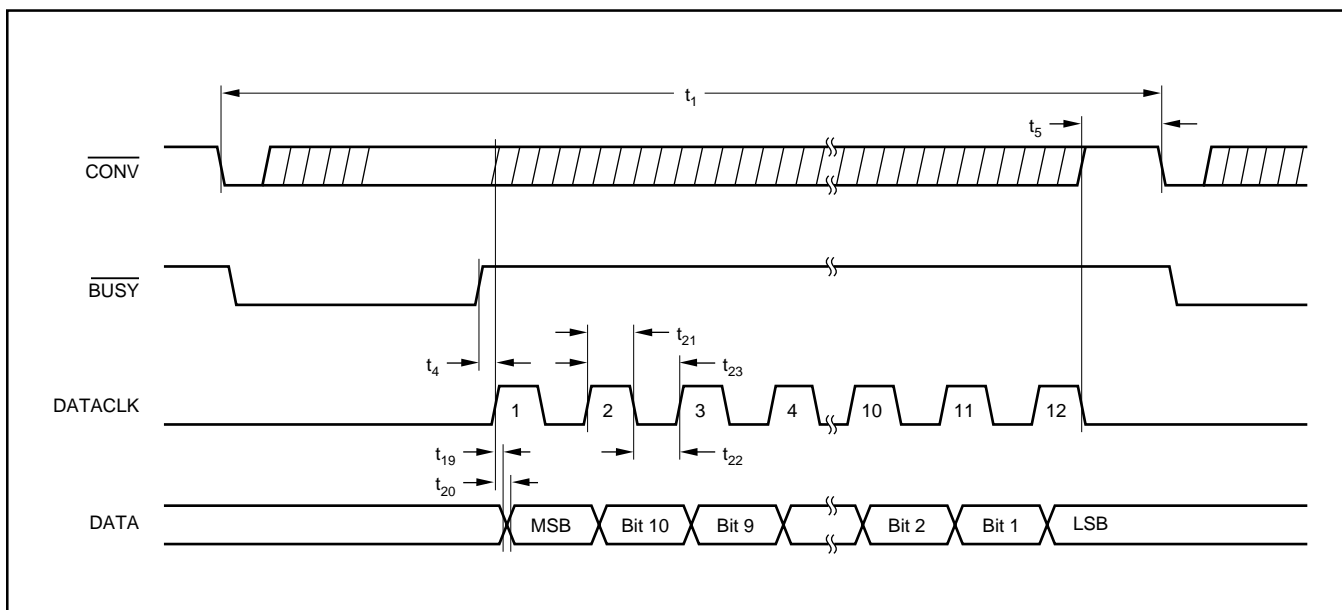 t1
t5
CONV
BUSY
t21
t4
t23
DATACLK
1 2 3 4 10 11 12
t19
t22
t20
DATA
MSB Bit 10 Bit 9 Bit 2 Bit 1 LSB